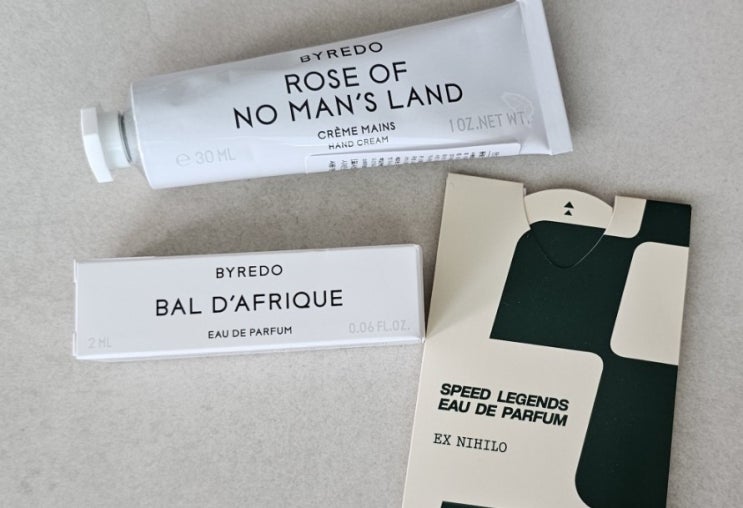 BYREDO
ROSE OF
NO MAN'S LAND
CRÈME MAINS
HAND CREAM
℮ 30 ML
1 OZ.NET WT.
BYREDO
BAL D'AFRIQUE
EAU DE PARFUM
2 ML
0.06 FL.OZ.
SPEED LEGENDS
EAU DE PARFUM
EX NIHILO